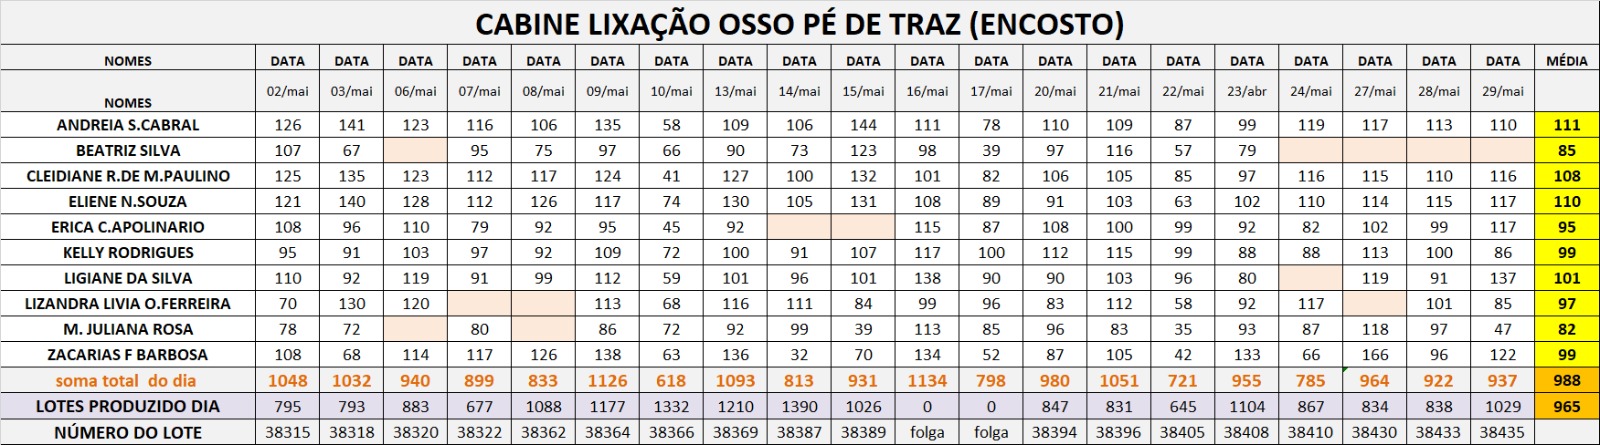 CABINE LIXAÇÃO OSSO PÉ DE TRAZ (ENCOSTO)
NOMES DATA DATA DATA DATA DATA DATA DATA DATA DATA DATA DATA DATA DATA DATA DATA DATA DATA DATA DATA DATA MÉDIA
NOMES 02/mai 03/mai 06/mai 07/mai 08/mai 09/mai 10/mai 13/mai 14/mai 15/mai 16/mai 17/mai 20/mai 21/mai 22/mai 23/abr 24/mai 27/mai 28/mai 29/mai
ANDREIA S.CABRAL 126 141 123 116 106 135 58 109 106 144 111 78 110 109 87 99 119 117 113 110 111
BEATRIZ SILVA 107 67 95 75 97 66 90 73 123 98 39 97 116 57 79 85
CLEIDIANE R.DE M.PAULINO 125 135 123 112 117 124 41 127 100 132 101 82 106 105 85 97 116 115 110 116 108
ELIENE N.SOUZA 121 140 128 112 126 117 74 130 105 131 108 89 91 103 63 102 110 114 115 117 110
ERICA C.APOLINARIO 108 96 110 79 92 95 45 92 115 87 108 100 99 92 82 102 99 117 95
KELLY RODRIGUES 95 91 103 97 92 109 72 100 91 107 117 100 112 115 99 88 88 113 100 86 99
LIGIANE DA SILVA 110 92 119 91 99 112 59 101 96 101 138 90 90 103 96 80 119 91 137 101
LIZANDRA LIVIA O.FERREIRA 70 130 120 113 68 116 111 84 99 96 83 112 58 92 117 101 85 97
M. JULIANA ROSA 78 72 80 86 72 92 99 39 113 85 96 83 35 93 87 118 97 47 82
ZACARIAS F BARBOSA 108 68 114 117 126 138 63 136 32 70 134 52 87 105 42 133 66 166 96 122 99
soma total do dia 1048 1032 940 899 833 1126 618 1093 813 931 1134 798 980 1051 721 955 785 964 922 937 988
LOTES PRODUZIDO DIA 795 793 883 677 1088 1177 1332 1210 1390 1026 0 0 847 831 645 1104 867 834 838 1029 965
NÚMERO DO LOTE 38315 38318 38320 38322 38362 38364 38366 38369 38387 38389 folga folga 38394 38396 38405 38408 38410 38430 38433 38435